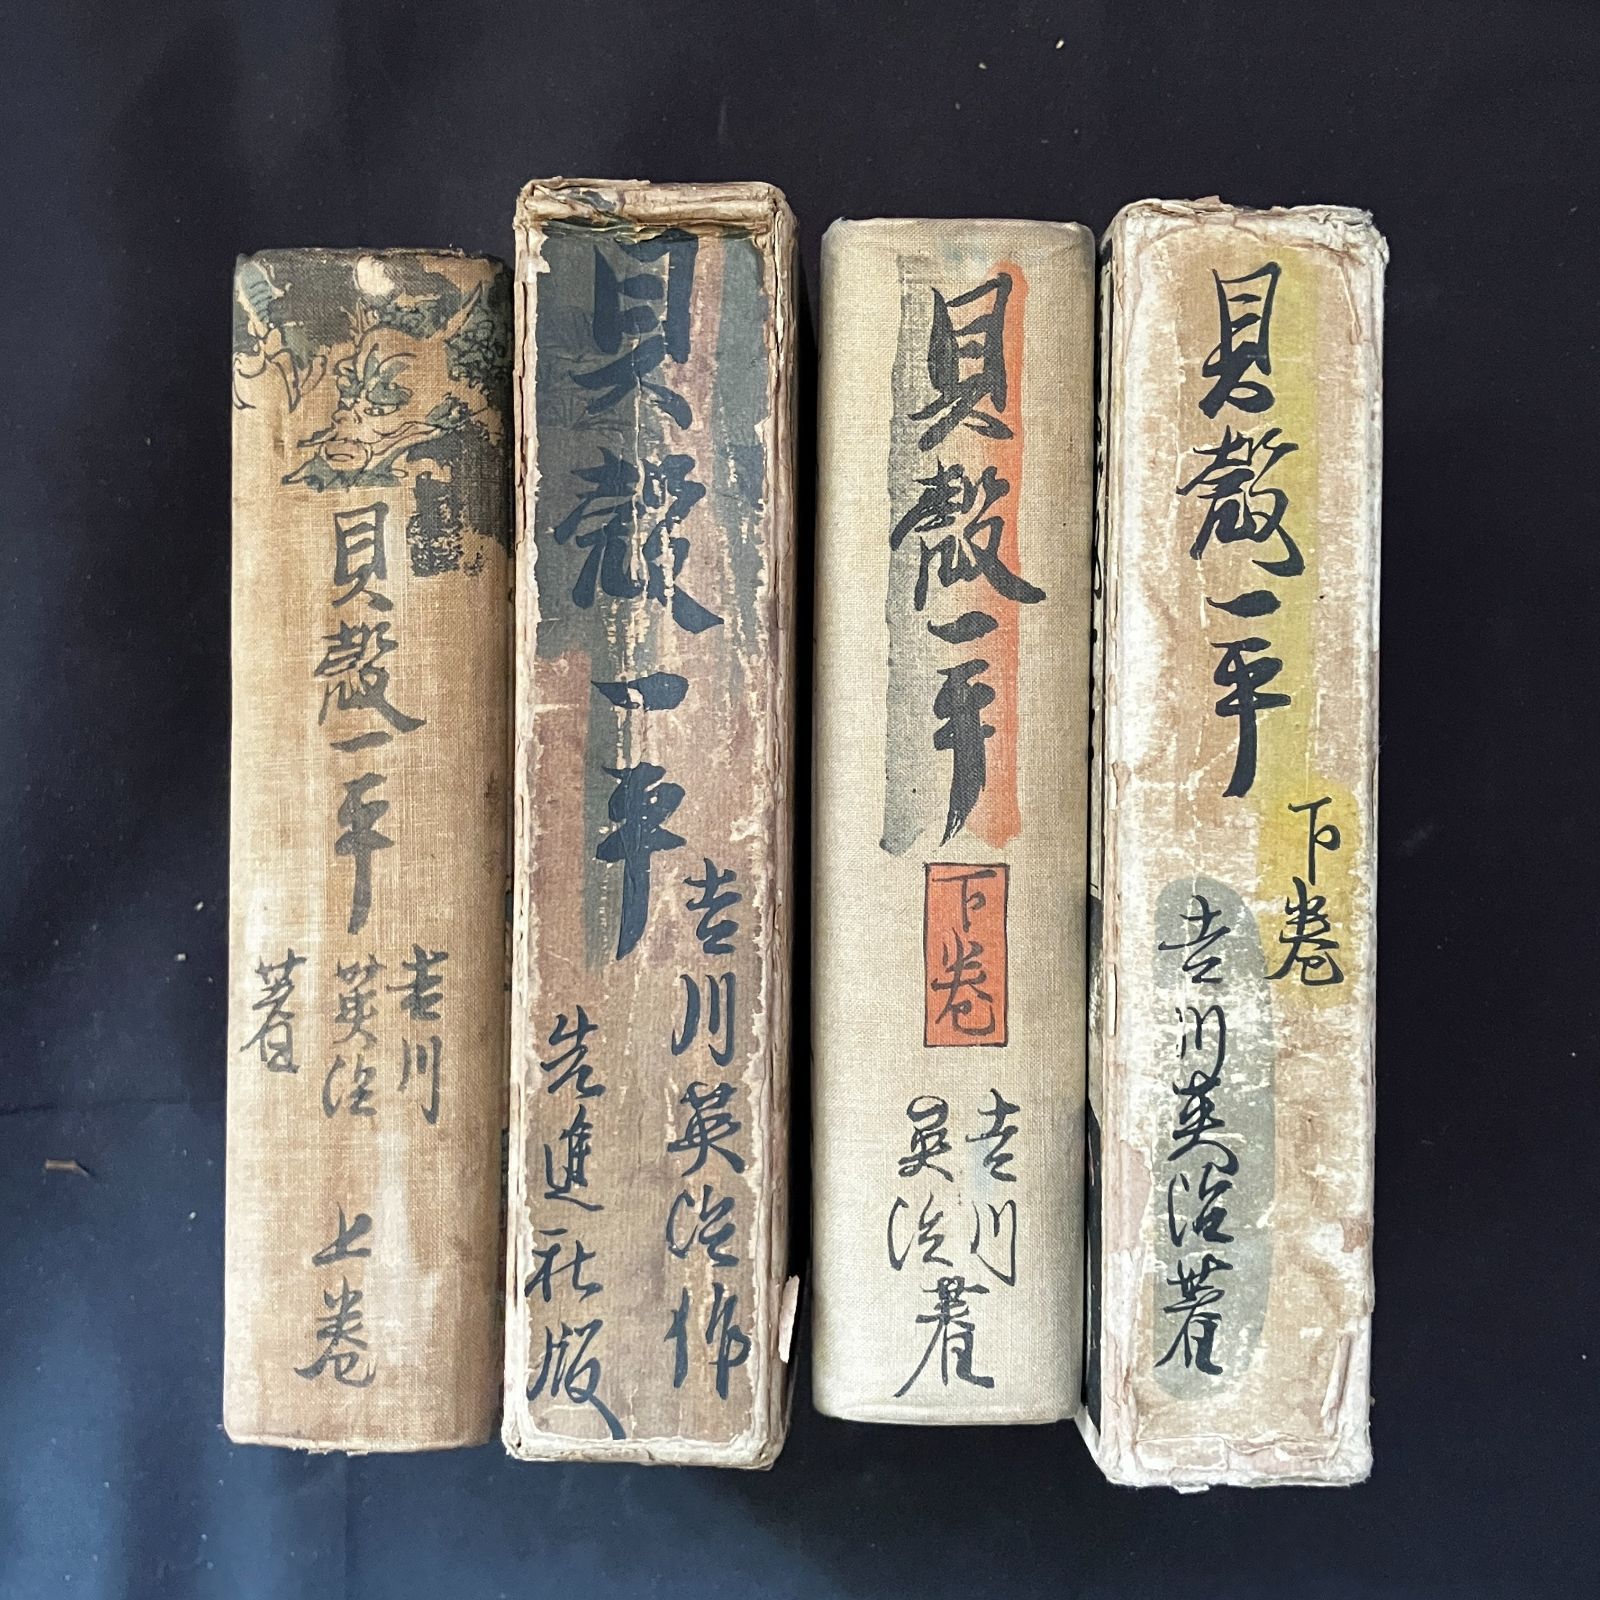 貝殻一平
吉川
英治
著
上巻
貝殻一平
吉川英治作
先進社版
貝殻一平
下巻
吉川
英治
著
貝殻一平
下巻
吉川英治著